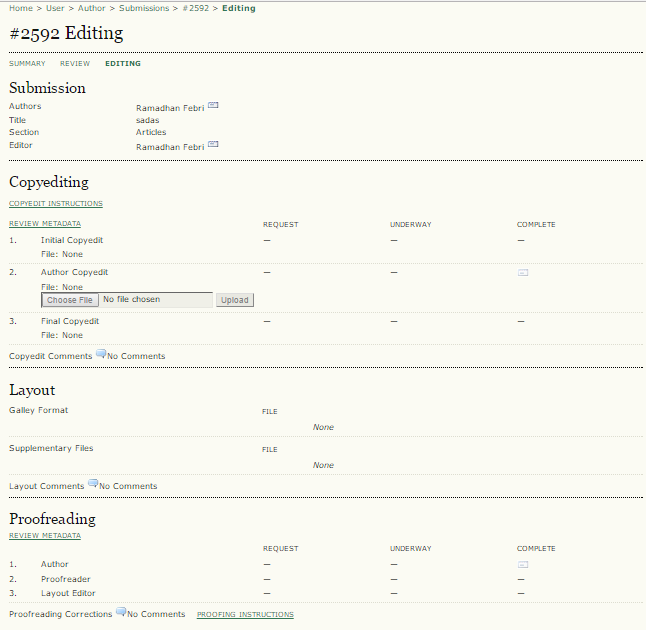 Home > User > Author > Submissions > #2592 > Editing
#2592 Editing
SUMMARY REVIEW EDITING
Submission
Authors Ramadhan Febri
Title sadas
Section Articles
Editor Ramadhan Febri
Copyediting
COPYEDIT INSTRUCTIONS
REVIEW METADATA REQUEST UNDERWAY COMPLETE
1. Initial Copyedit — — —
File: None
2. Author Copyedit — —
File: None
Choose File No file chosen Upload
3. Final Copyedit — — —
File: None
Copyedit Comments No Comments
Layout
Galley Format FILE
None
Supplementary Files FILE
None
Layout Comments No Comments
Proofreading
REVIEW METADATA
REQUEST UNDERWAY COMPLETE
1. Author — —
2. Proofreader — — —
3. Layout Editor — — —
Proofreading Corrections No Comments PROOFING INSTRUCTIONS